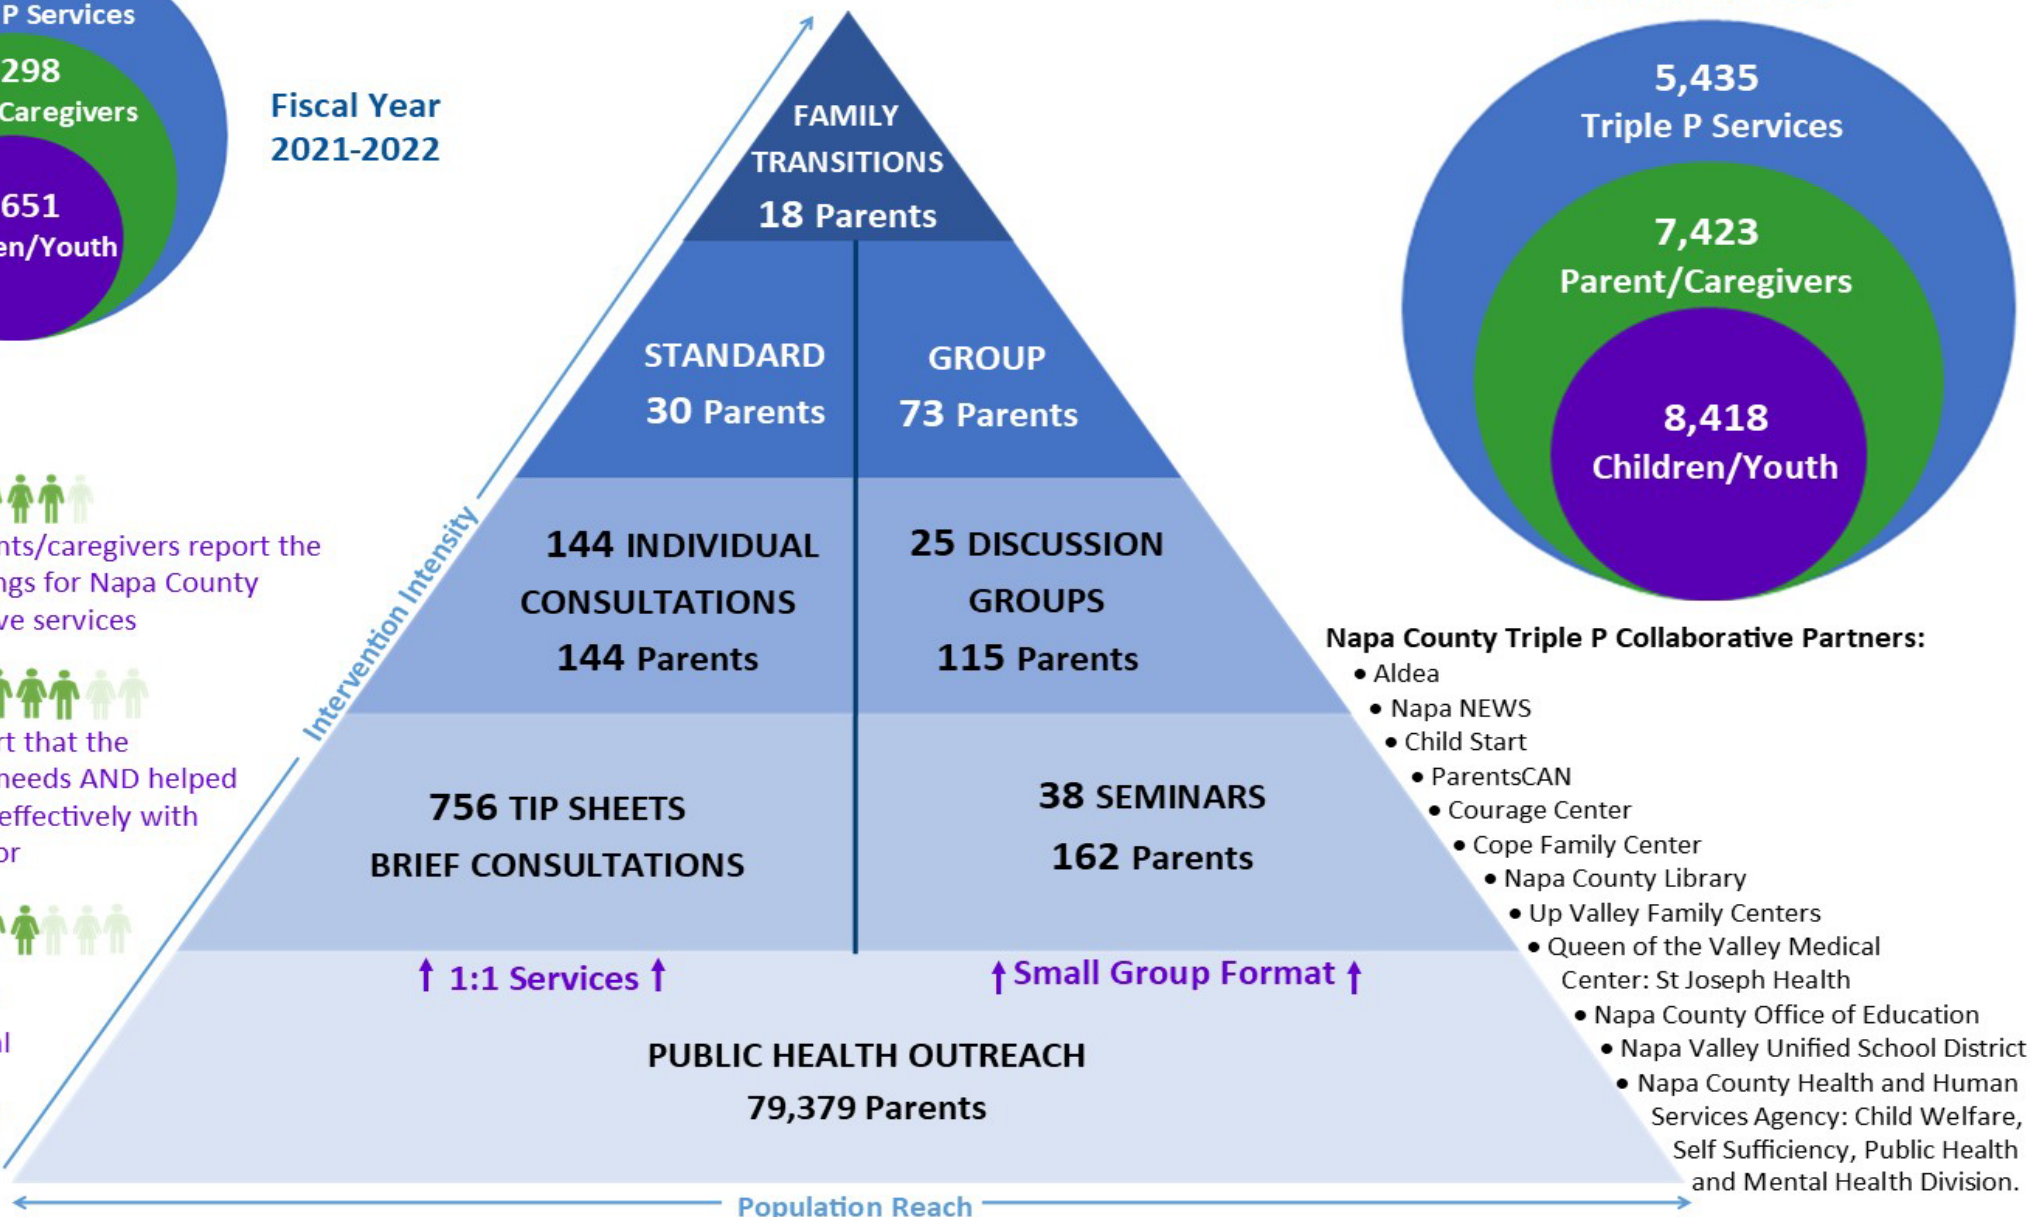 P Services
298
Caregivers
651
en/Youth
Fiscal Year
2021-2022
nts/caregivers report the
ngs for Napa County
ve services
rt that the
needs AND helped
effectively with
or
al
Intervention Intensity
FAMILY
TRANSITIONS
18 Parents
STANDARD
30 Parents
GROUP
73 Parents
144 INDIVIDUAL
CONSULTATIONS
144 Parents
25 DISCUSSION
GROUPS
115 Parents
756 TIP SHEETS
BRIEF CONSULTATIONS
38 SEMINARS
162 Parents
↑ 1:1 Services ↑
↑ Small Group Format ↑
PUBLIC HEALTH OUTREACH
79,379 Parents
Population Reach
5,435
Triple P Services
7,423
Parent/Caregivers
8,418
Children/Youth
Napa County Triple P Collaborative Partners:
• Aldea
• Napa NEWS
• Child Start
• ParentsCAN
• Courage Center
• Cope Family Center
• Napa County Library
• Up Valley Family Centers
• Queen of the Valley Medical
Center: St Joseph Health
• Napa County Office of Education
• Napa Valley Unified School District
• Napa County Health and Human
Services Agency: Child Welfare,
Self Sufficiency, Public Health
and Mental Health Division.